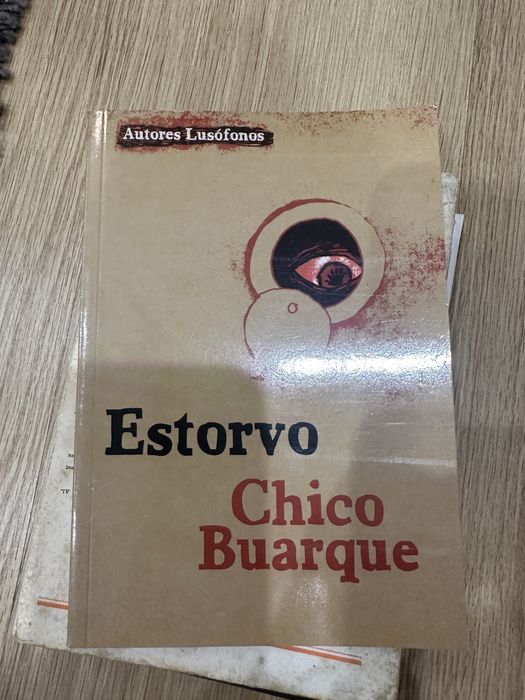 Autores Lusófonos
Estorvo
Chico
Buarque